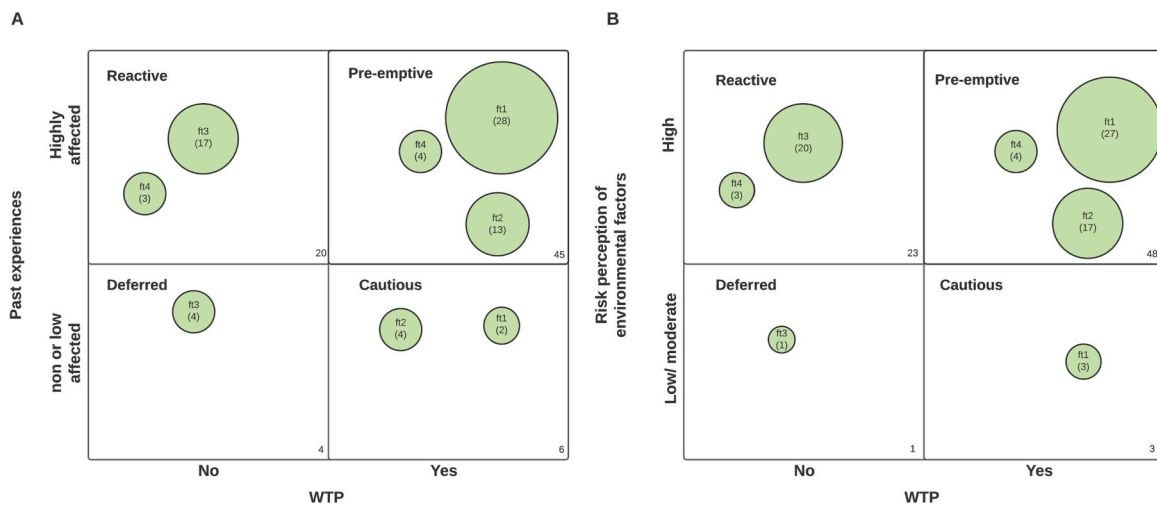 A
Past experiences
Highly
affected
non or low
affected
Reactive
ft3
(17)
ft4
(3)
20
Pre-emptive
ft1
(28)
ft4
(4)
ft2
(13)
45
Deferred
ft3
(4)
4
Cautious
ft2
(4)
ft1
(2)
6
No
Yes
WTP
B
Risk perception of
environmental factors
High
Low/ moderate
Reactive
ft3
(20)
ft4
(3)
23
Pre-emptive
ft1
(27)
ft4
(4)
ft2
(17)
48
Deferred
ft3
(1)
1
Cautious
ft1
(3)
3
No
Yes
WTP